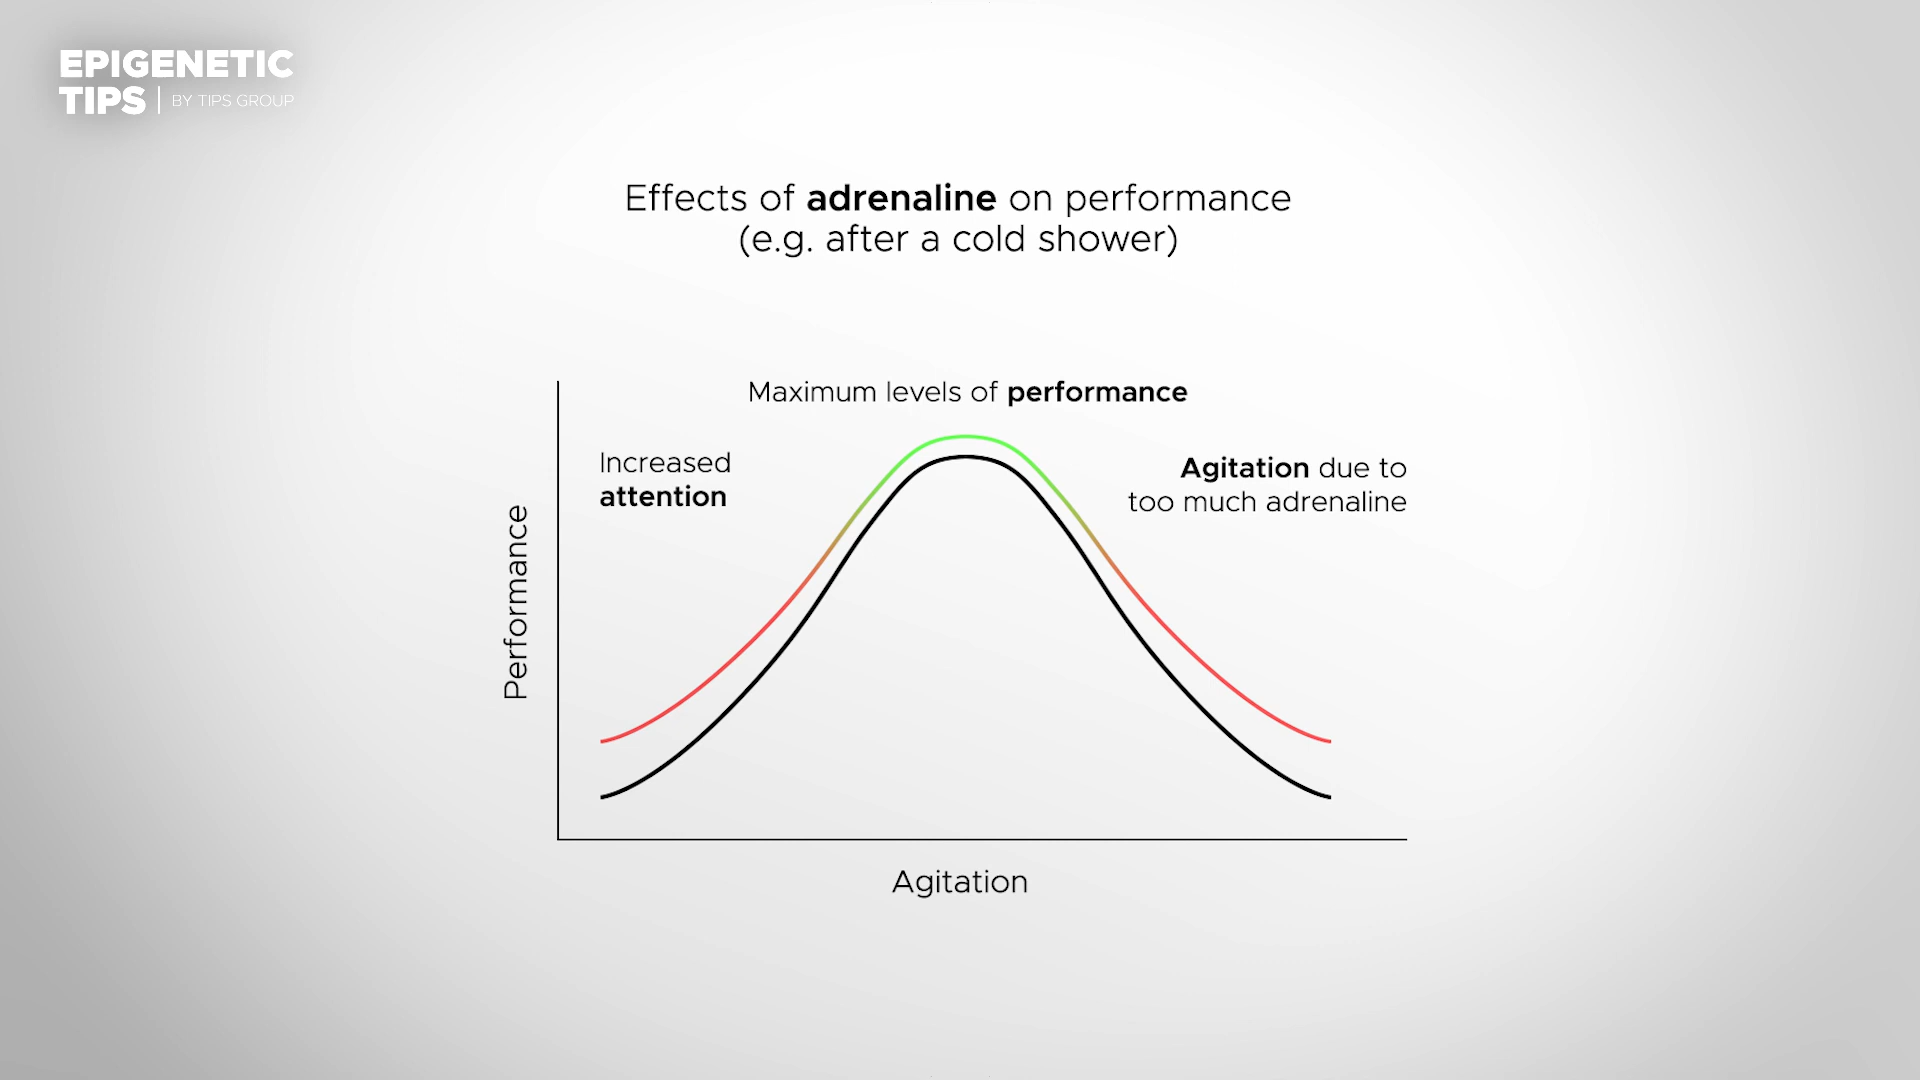 EPIGENETIC
TIPS | BY TIPS GROUP
Effects of adrenaline on performance
(e.g. after a cold shower)
Maximum levels of performance
Increased
attention
Agitation due to
too much adrenaline
Performance
Agitation